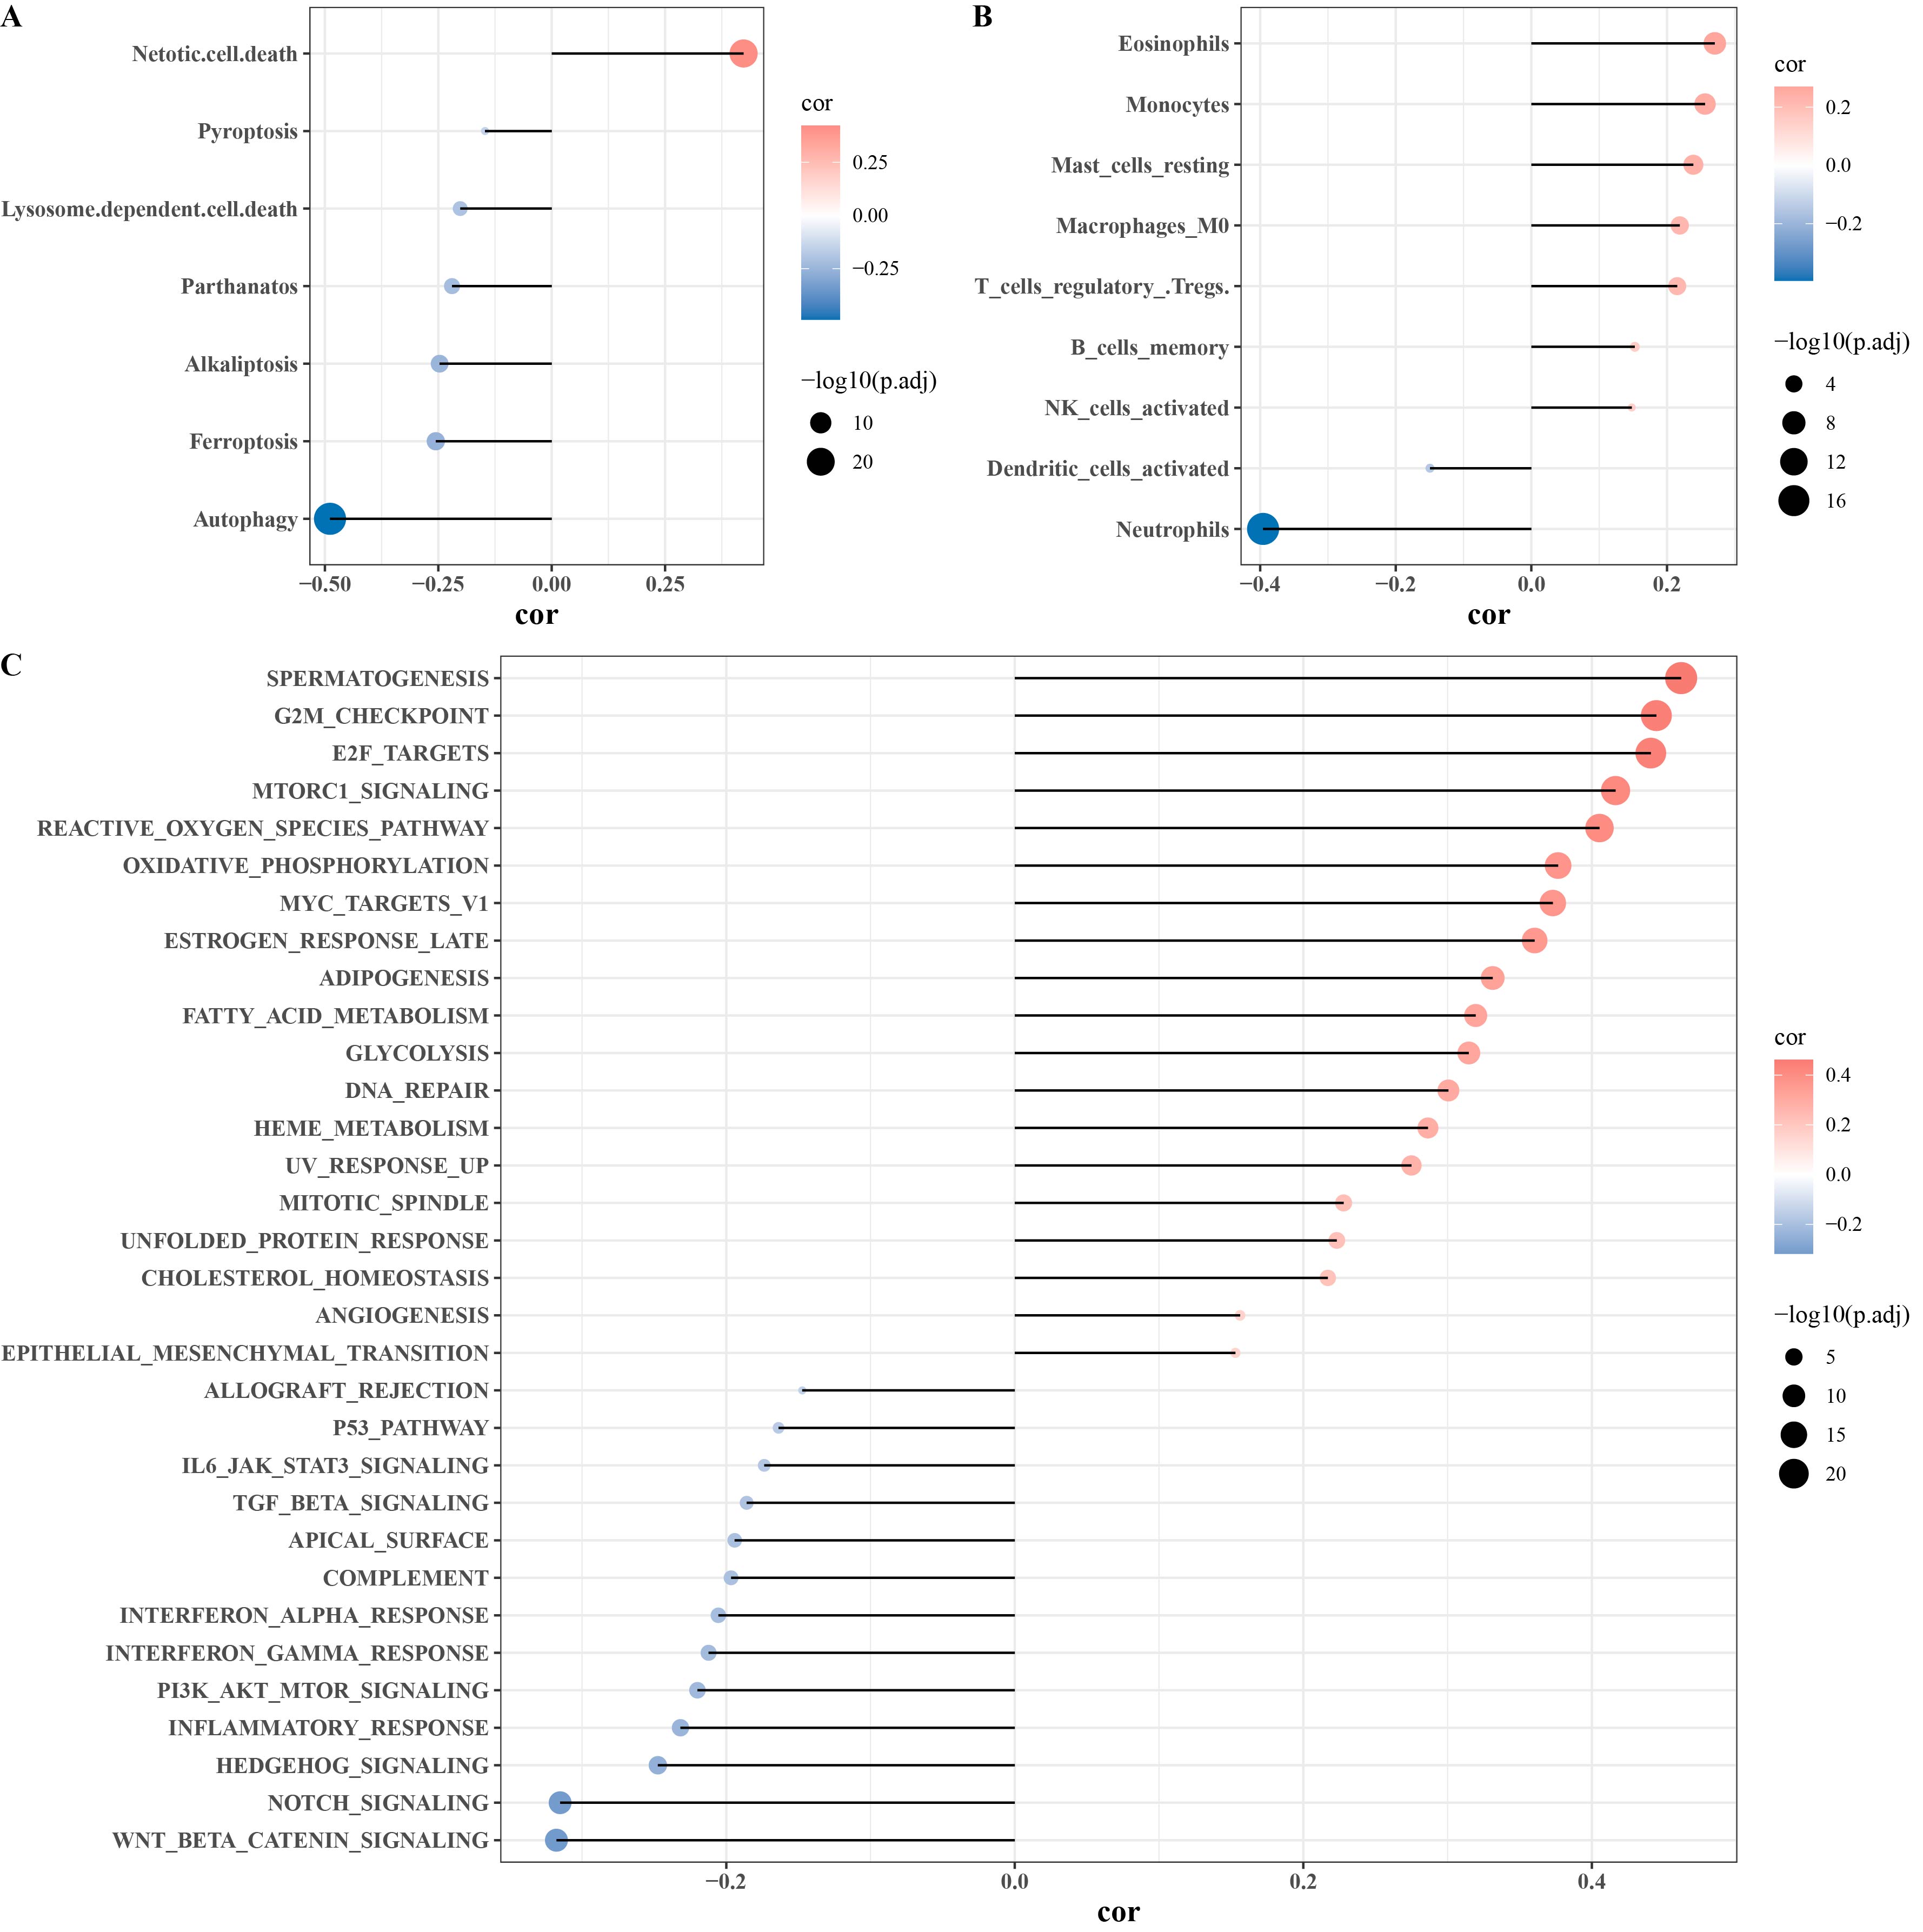 A
Netotic.cell.death
Pyroptosis
Lysosome.dependent.cell.death
Parthanatos
Alkaliptosis
Ferroptosis
Autophagy
−0.50 −0.25 0.00 0.25
cor
cor
0.25
0.00
−0.25
−log10(p.adj)
10
20
B
Eosinophils
Monocytes
Mast_cells_resting
Macrophages_M0
T_cells_regulatory_.Tregs.
B_cells_memory
NK_cells_activated
Dendritic_cells_activated
Neutrophils
−0.4 −0.2 0.0 0.2
cor
cor
0.2
0.0
−0.2
−log10(p.adj)
4
8
12
16
C
SPERMATOGENESIS
G2M_CHECKPOINT
E2F_TARGETS
MTORC1_SIGNALING
REACTIVE_OXYGEN_SPECIES_PATHWAY
OXIDATIVE_PHOSPHORYLATION
MYC_TARGETS_V1
ESTROGEN_RESPONSE_LATE
ADIPOGENESIS
FATTY_ACID_METABOLISM
GLYCOLYSIS
DNA_REPAIR
HEME_METABOLISM
UV_RESPONSE_UP
MITOTIC_SPINDLE
UNFOLDED_PROTEIN_RESPONSE
CHOLESTEROL_HOMEOSTASIS
ANGIOGENESIS
EPITHELIAL_MESENCHYMAL_TRANSITION
ALLOGRAFT_REJECTION
P53_PATHWAY
IL6_JAK_STAT3_SIGNALING
TGF_BETA_SIGNALING
APICAL_SURFACE
COMPLEMENT
INTERFERON_ALPHA_RESPONSE
INTERFERON_GAMMA_RESPONSE
PI3K_AKT_MTOR_SIGNALING
INFLAMMATORY_RESPONSE
HEDGEHOG_SIGNALING
NOTCH_SIGNALING
WNT_BETA_CATENIN_SIGNALING
−0.2 0.0 0.2 0.4
cor
cor
0.4
0.2
0.0
−0.2
−log10(p.adj)
5
10
15
20